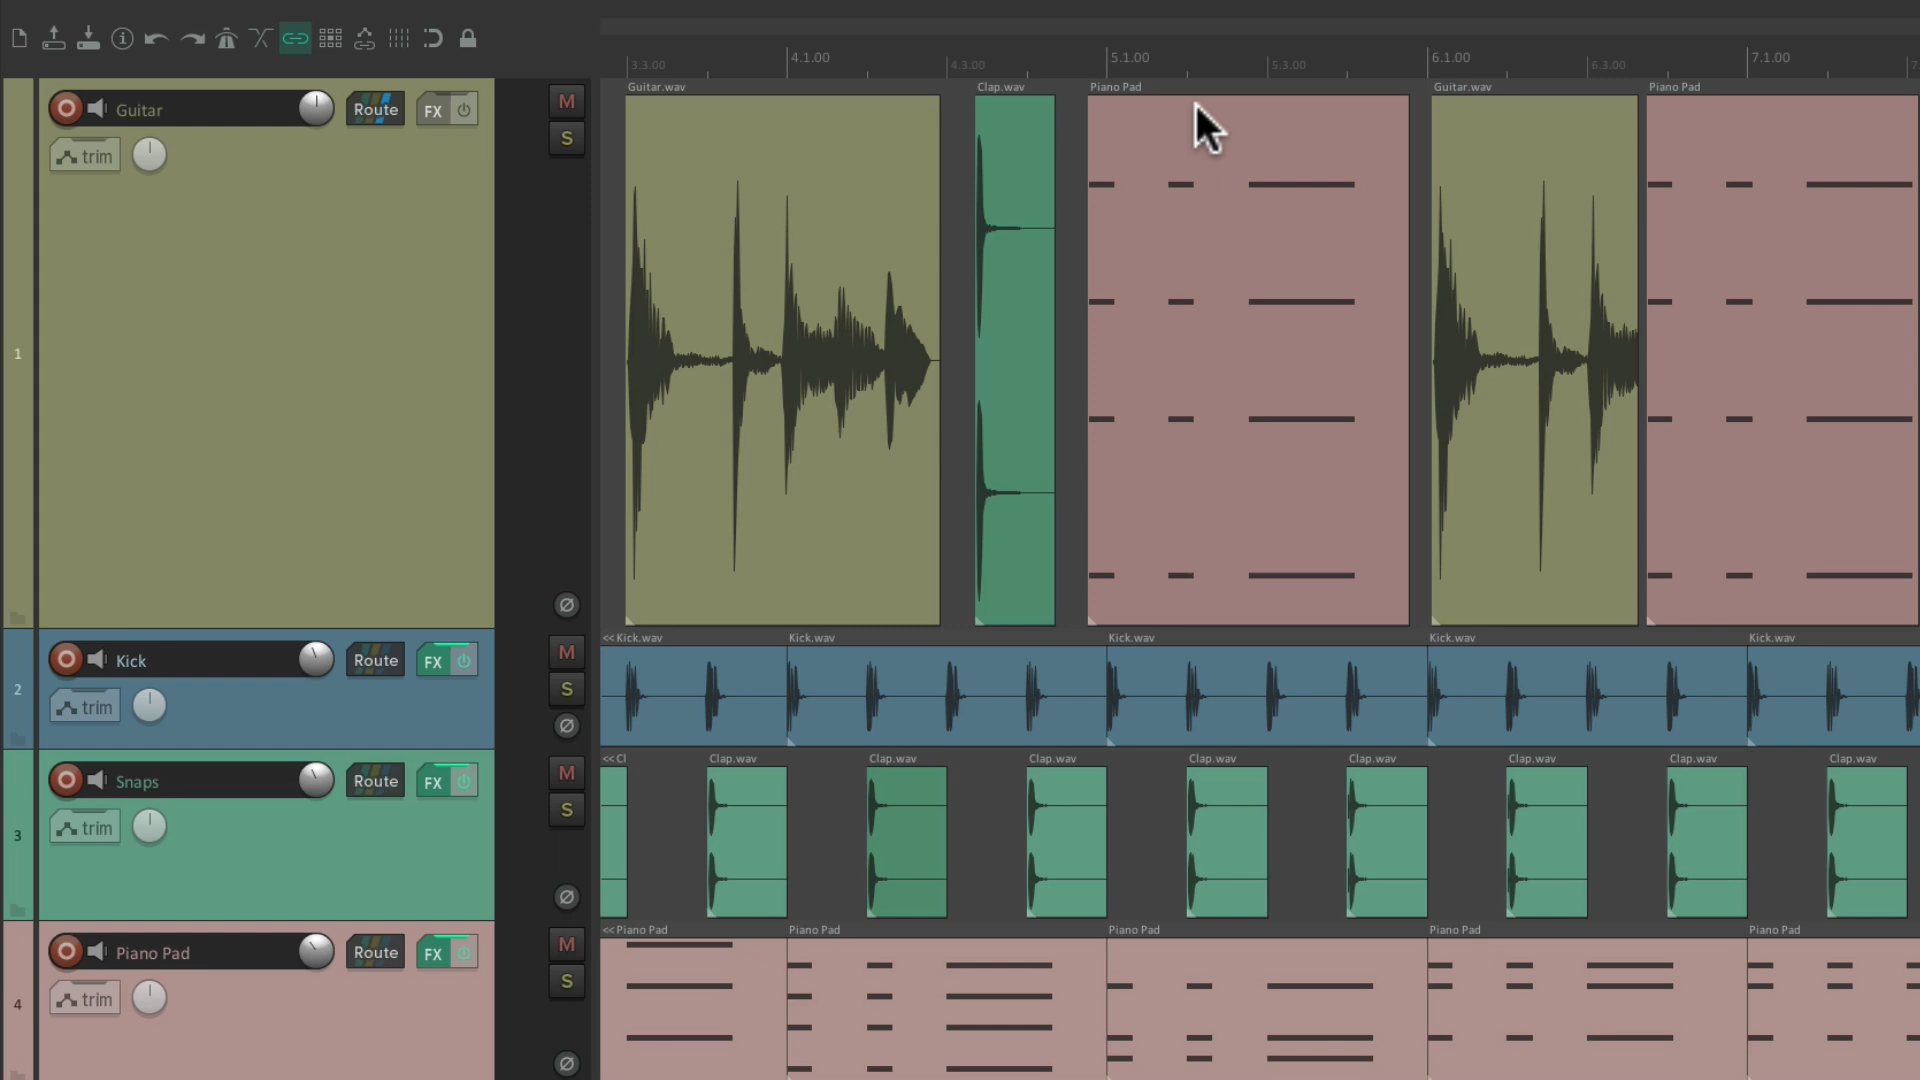 3.3.00 4.1.00 4.3.00 5.1.00 5.3.00 6.1.00 6.3.00 7.1.00 7
Guitar.wav Clap.wav Piano Pad Guitar.wav Piano Pad
1 Guitar Route FX M
trim S
<<Kick.wav Kick.wav Kick.wav Kick.wav Kick.wav
2 Kick Route FX M
trim S
<<Cl Clap.wav Clap.wav Clap.wav Clap.wav Clap.wav Clap.wav Clap.wav Clap.wav
3 Snaps Route FX M
trim S
<<Piano Pad Piano Pad Piano Pad Piano Pad Piano Pad
4 Piano Pad Route FX M
trim S